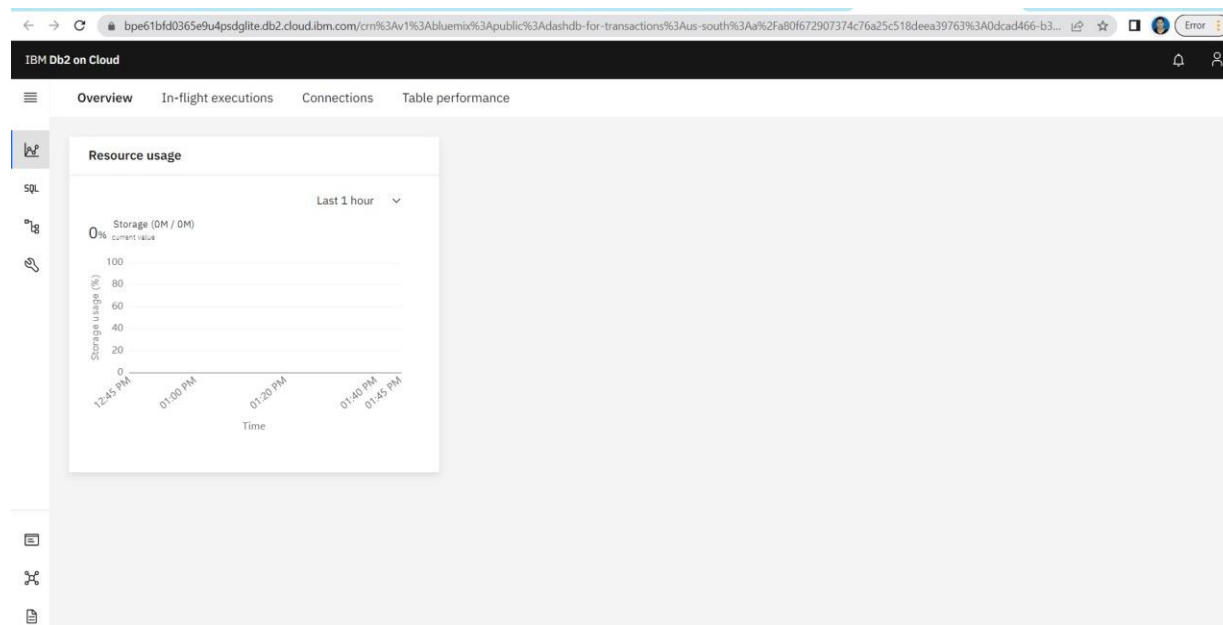 bpe61bfd0365e9u4psdglite.db2.cloud.ibm.com/crn%3Av1%3Abluemix%3Apublic%3Adashdb-for-transactions%3Aus-south%3Aa%2Fa80f672907374c76a25c518deea39763%3A0dcad466-b3...
Error
IBM Db2 on Cloud
Overview In-flight executions Connections Table performance
Resource usage
SQL
Last 1 hour
0% Storage (0M / 0M)
current value
100
80
60
40
20
0
Storage usage (%)
12:45 PM 01:00 PM 01:20 PM 01:40 PM 01:45 PM
Time